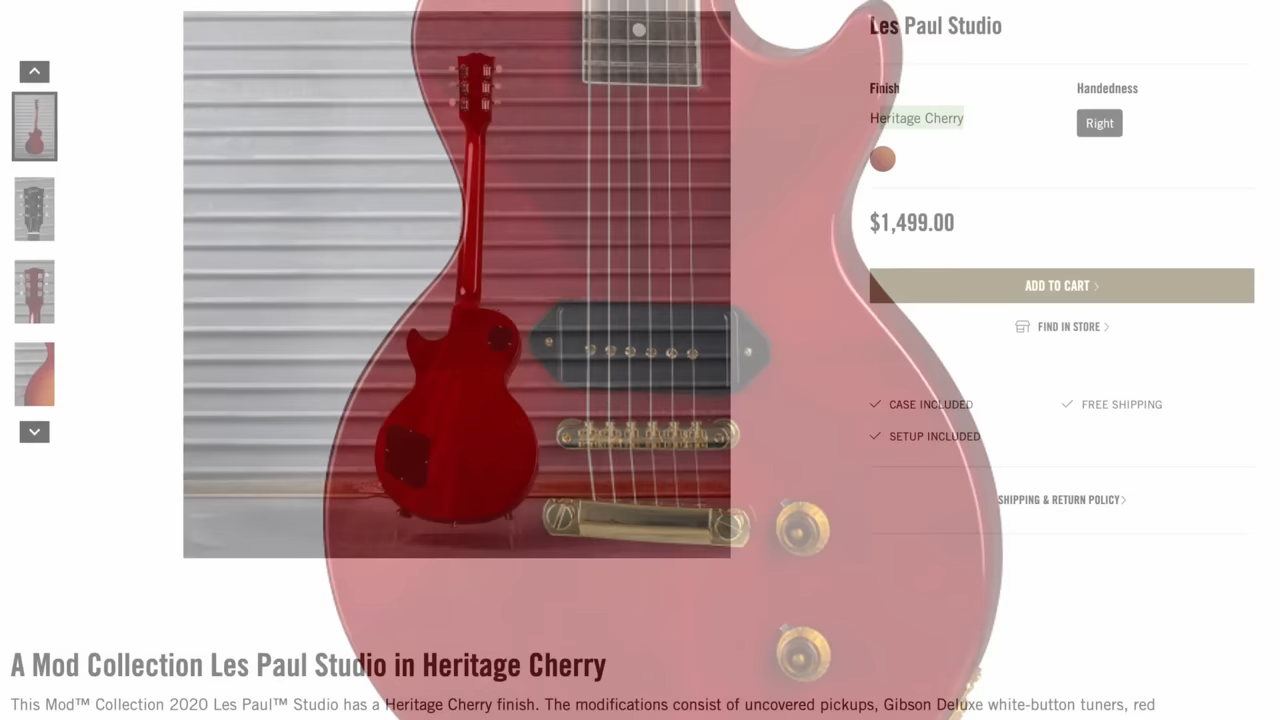 Les Paul Studio
Finish
Handedness
Heritage Cherry
Right
$1,499.00
ADD TO CART
FIND IN STORE
CASE INCLUDED
FREE SHIPPING
SETUP INCLUDED
SHIPPING & RETURN POLICY
A Mod Collection Les Paul Studio in Heritage Cherry
This Mod™ Collection 2020 Les Paul™ Studio has a Heritage Cherry finish. The modifications consist of uncovered pickups, Gibson Deluxe white-button tuners, red